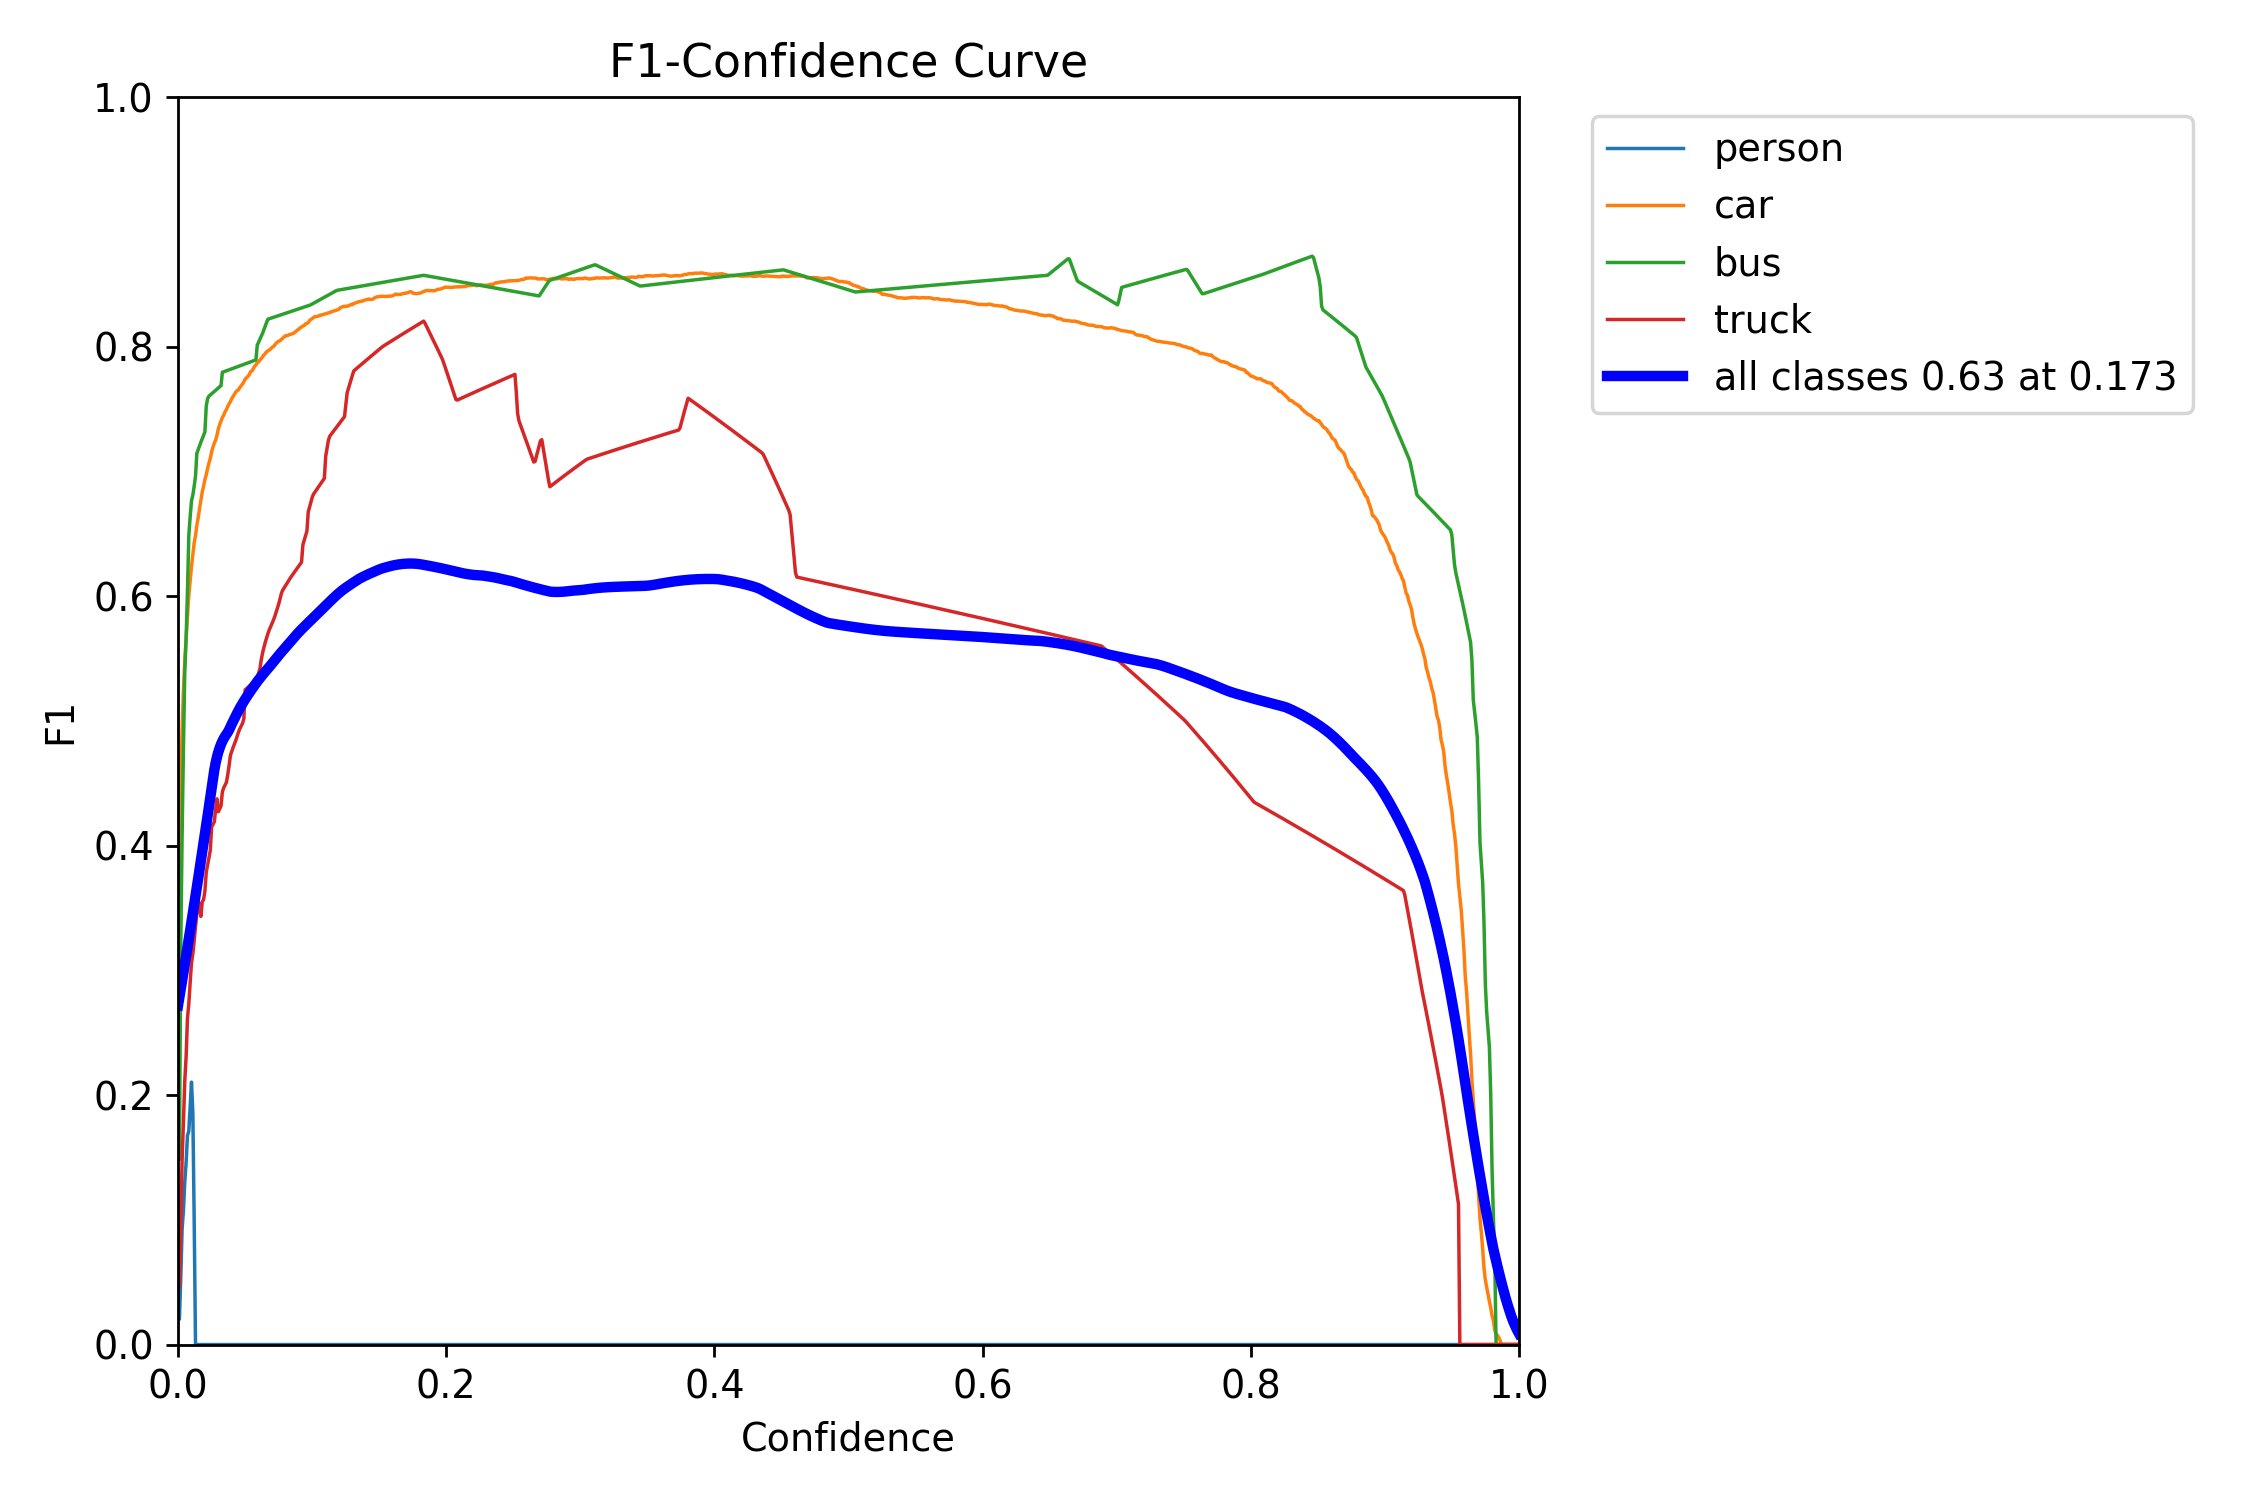 F1-Confidence Curve
1.0
0.8
0.6
0.4
0.2
0.0
F1
0.0 0.2 0.4 0.6 0.8 1.0
Confidence
person
car
bus
truck
all classes 0.63 at 0.173